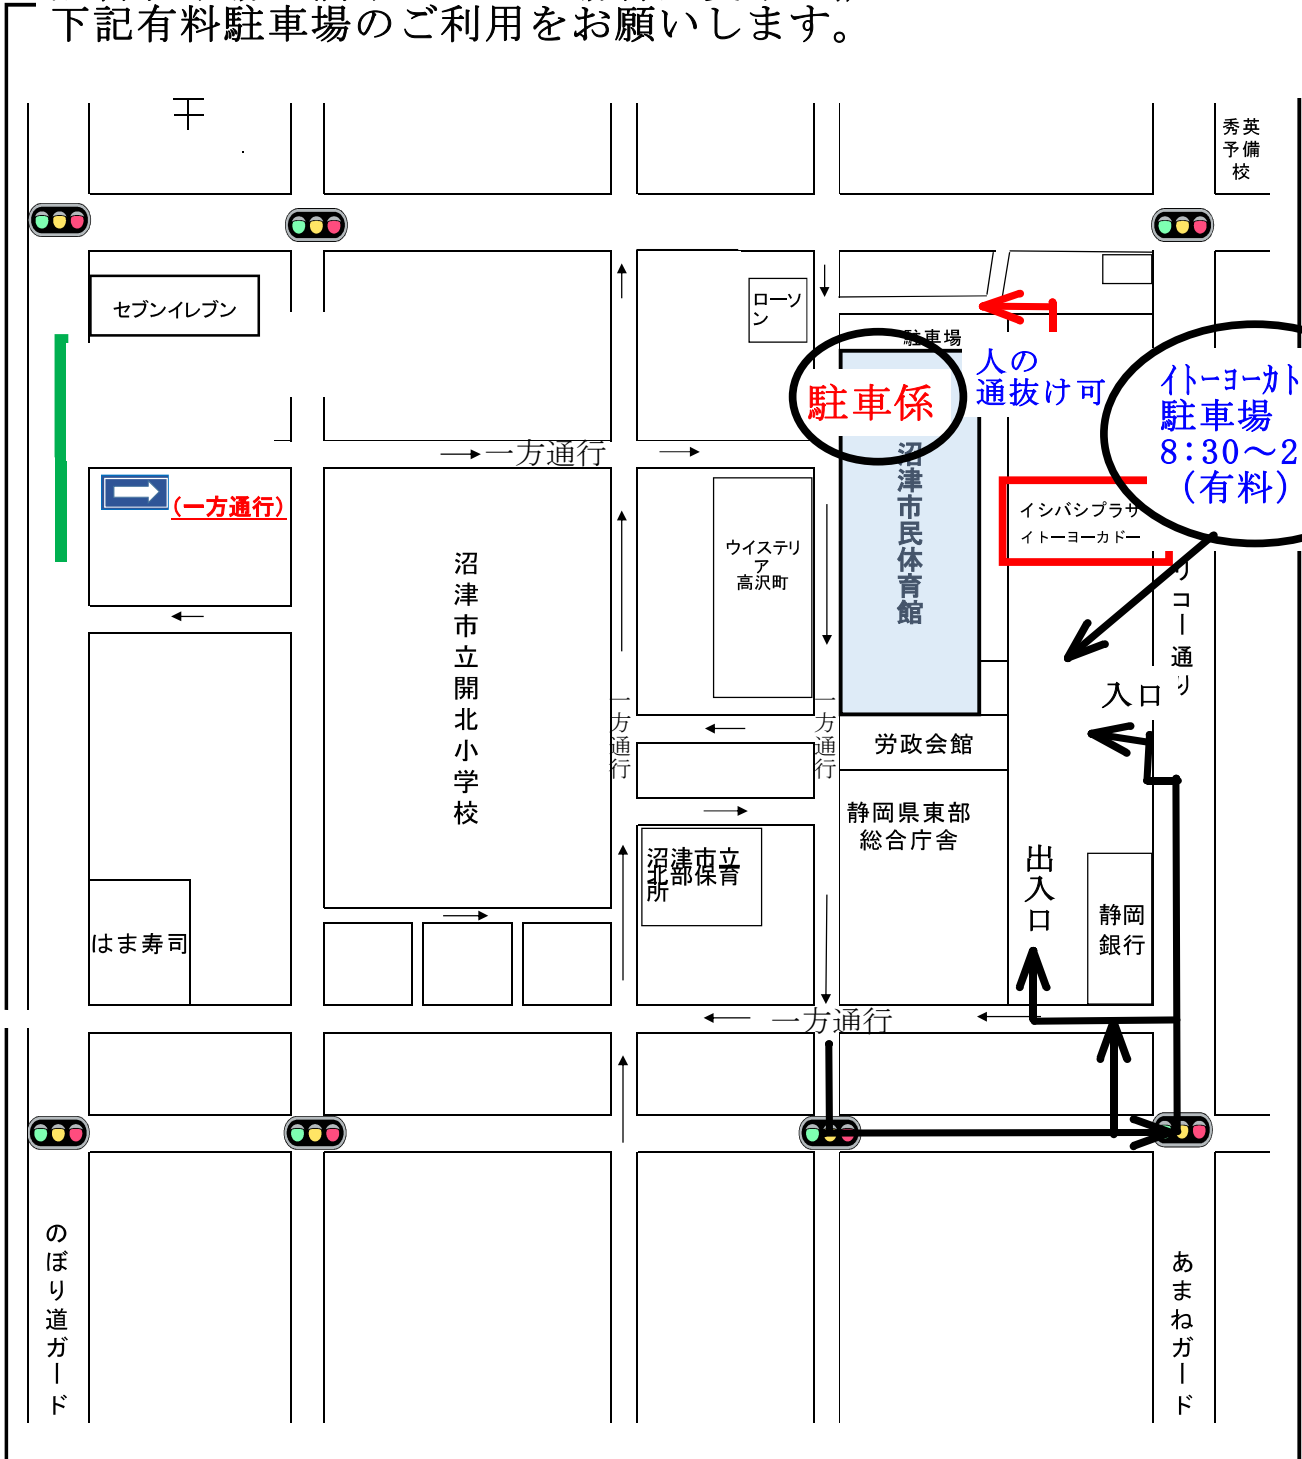 下記有料駐車場のご利用をお願いします。
秀英
予備
校
セブンイレブン
ローソ
ン
駐車場
駐車係
人の
通抜け可
イトーヨーカド
駐車場
8:30～2
(有料)
一方通行
(一方通行)
沼津市立開北小学校
ウイステリ
ア
高沢町
沼津市民体育館
イシバシプラザ
イトーヨーカドー
リコー通り
入口
一方通行
一方通行
労政会館
静岡県東部
総合庁舎
沼津市立
北部保育
所
出入口
静岡
銀行
はま寿司
一方通行
のぼり道ガード
あまねガード